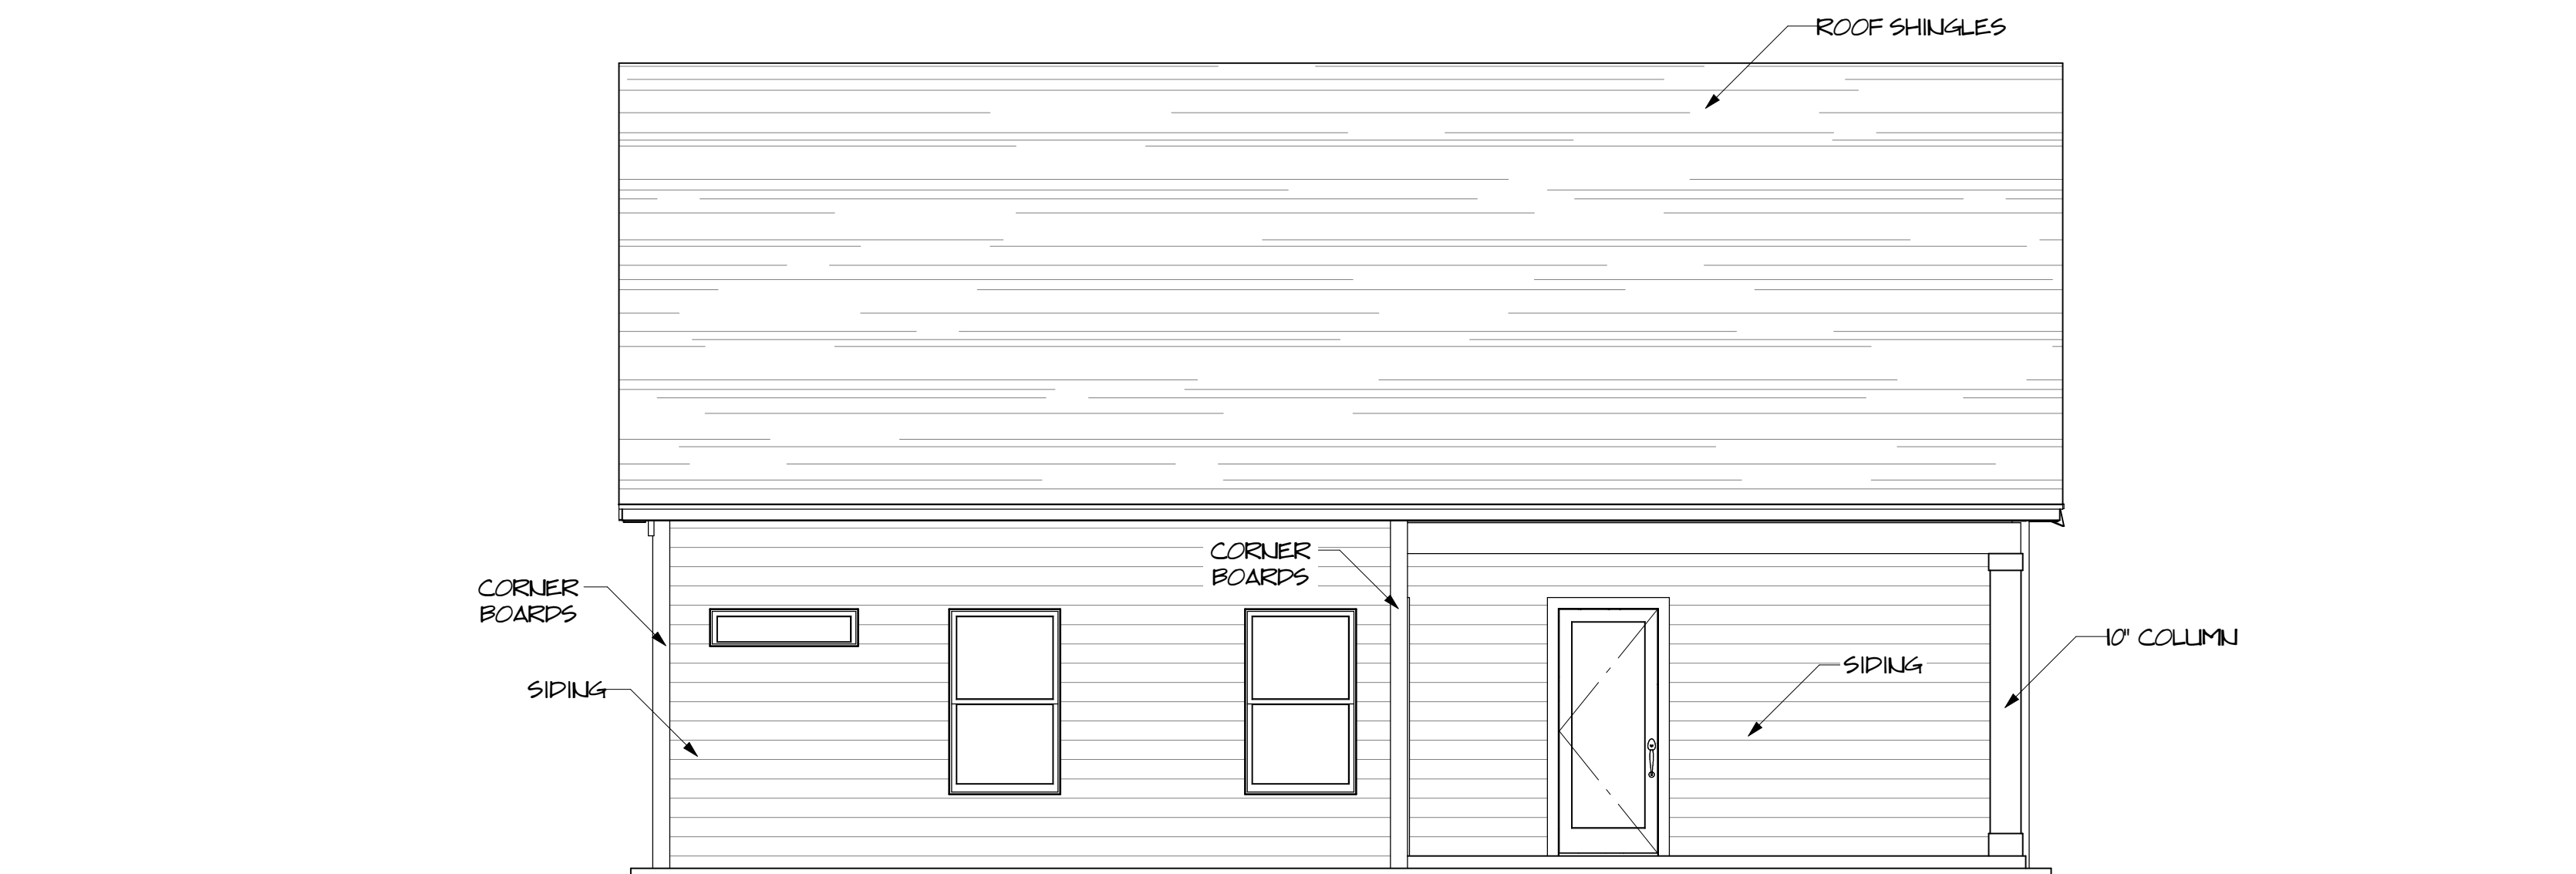 ROOF SHINGLES
CORNER
BOARDS
CORNER
BOARDS
10" COLUMN
SIDING
SIDING